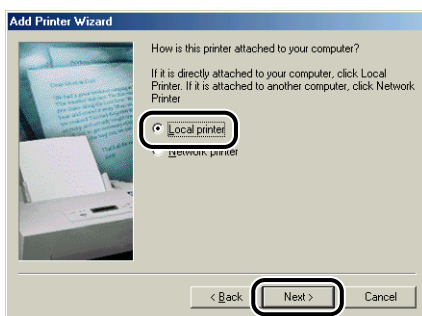 Add Printer Wizard
How is this printer attached to your computer?
If it is directly attached to your computer, click Local
Printer. If it is attached to another computer, click Network
Printer
Local printer
Network printer
< Back
Next >
Cancel